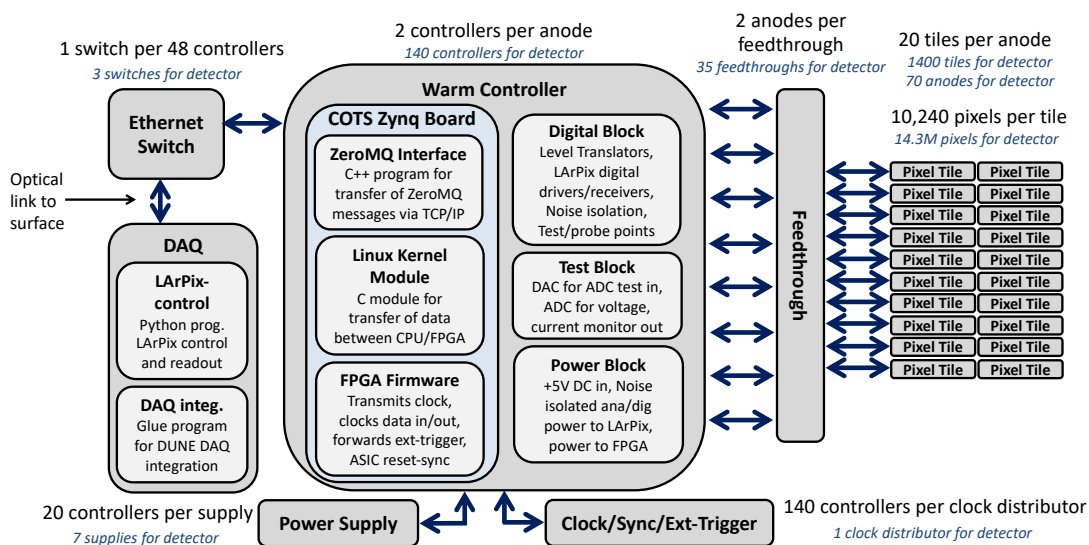 1 switch per 48 controllers
3 switches for detector
2 controllers per anode
140 controllers for detector
2 anodes per
feedthrough
35 feedthroughs for detector
20 tiles per anode
1400 tiles for detector
70 anodes for detector
10,240 pixels per tile
14.3M pixels for detector
Ethernet
Switch
Optical
link to
surface
DAQ
LArPix-
control
Python prog.
LArPix control
and readout
DAQ integ.
Glue program
for DUNE DAQ
integration
Warm Controller
COTS Zynq Board
ZeroMQ Interface
C++ program for
transfer of ZeroMQ
messages via TCP/IP
Linux Kernel
Module
C module for
transfer of data
between CPU/FPGA
FPGA Firmware
Transmits clock,
clocks data in/out,
forwards ext-trigger,
ASIC reset-sync
Digital Block
Level Translators,
LArPix digital
drivers/receivers,
Noise isolation,
Test/probe points
Test Block
DAC for ADC test in,
ADC for voltage,
current monitor out
Power Block
+5V DC in, Noise
isolated ana/dig
power to LArPix,
power to FPGA
Feedthrough
Pixel Tile Pixel Tile
Pixel Tile Pixel Tile
Pixel Tile Pixel Tile
Pixel Tile Pixel Tile
Pixel Tile Pixel Tile
Pixel Tile Pixel Tile
Pixel Tile Pixel Tile
Pixel Tile Pixel Tile
Pixel Tile Pixel Tile
Pixel Tile Pixel Tile
20 controllers per supply
7 supplies for detector
Power Supply
Clock/Sync/Ext-Trigger
140 controllers per clock distributor
1 clock distributor for detector